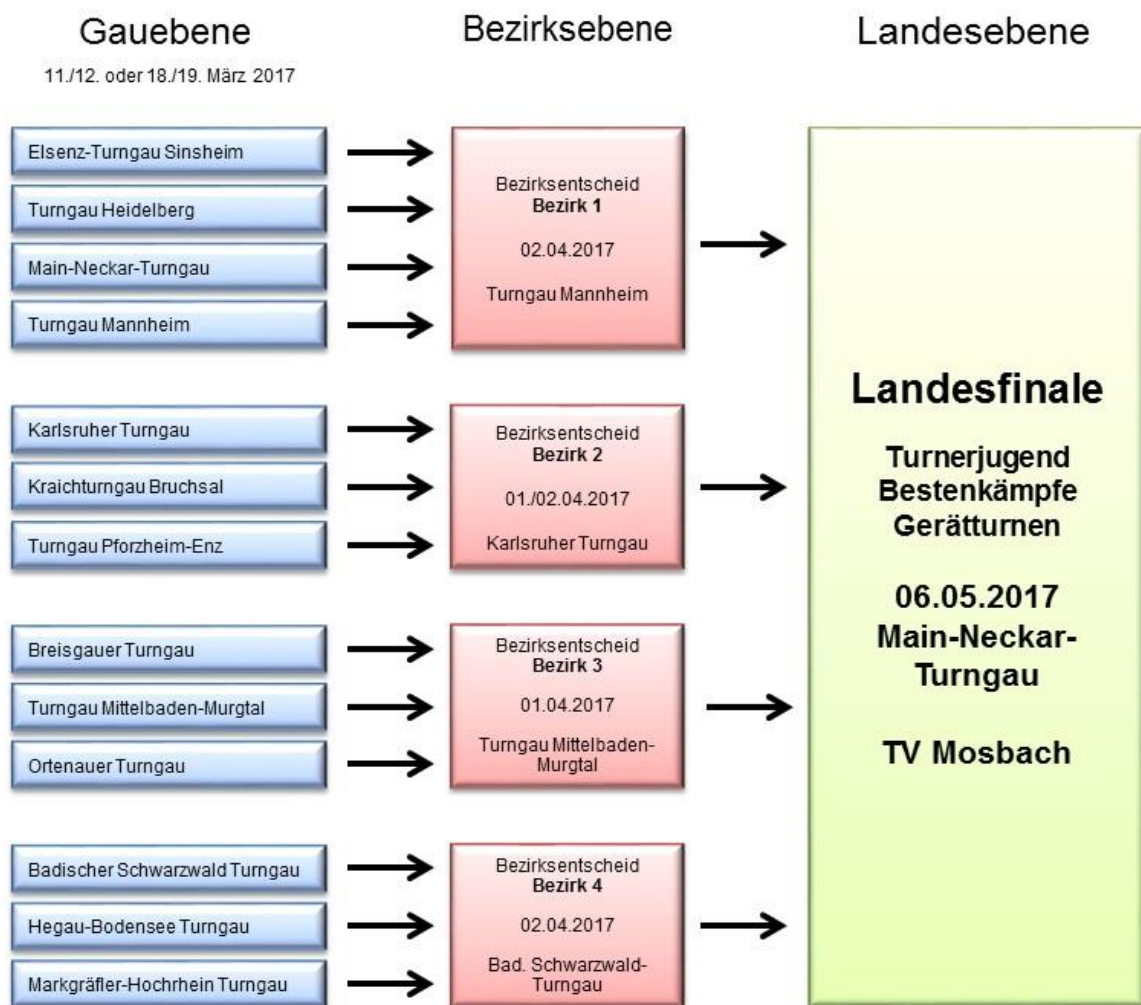 Gauebene
11./12. oder 18./19. März 2017
Bezirksebene
Landesebene
Elsenz-Turngau Sinsheim
Turngau Heidelberg
Main-Neckar-Turngau
Turngau Mannheim
Bezirksentscheid
Bezirk 1
02.04.2017
Turngau Mannheim
Karlsruher Turngau
Kraichturngau Bruchsal
Turngau Pforzheim-Enz
Bezirksentscheid
Bezirk 2
01./02.04.2017
Karlsruher Turngau
Breisgauer Turngau
Turngau Mittelbaden-Murgtal
Ortenauer Turngau
Bezirksentscheid
Bezirk 3
01.04.2017
Turngau Mittelbaden-
Murgtal
Badischer Schwarzwald Turngau
Hegau-Bodensee Turngau
Markgräfler-Hochrhein Turngau
Bezirksentscheid
Bezirk 4
02.04.2017
Bad. Schwarzwald-
Turngau
Landesfinale
Turnerjugend
Bestenkämpfe
Gerätturnen
06.05.2017
Main-Neckar-
Turngau
TV Mosbach